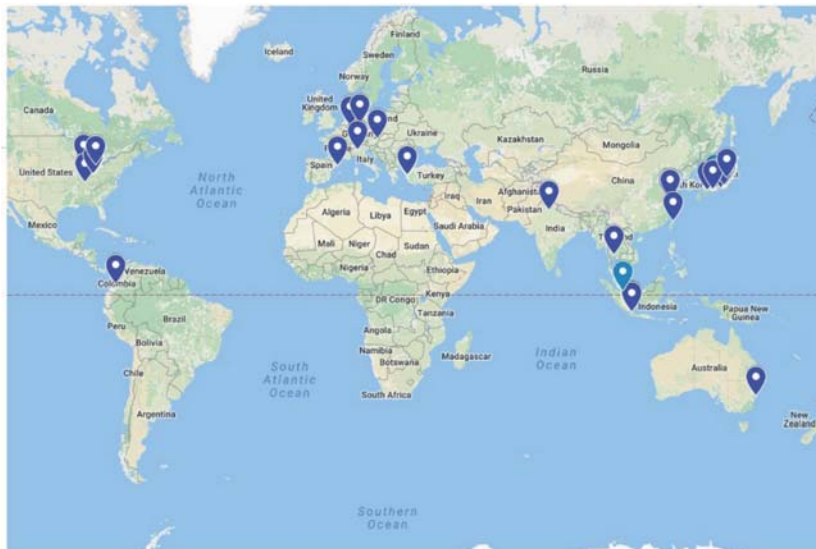 Iceland
Finland
Sweden
Norway
Russia
Canada
United
Kingdom
Ukraine
Kazakhstan
Mongolia
Spain
Italy
Turkey
United States
North
Atlantic
Ocean
China
Afghanistan
Iraq
Iran
Pakistan
Algeria
Libya
Egypt
Saudi Arabia
India
Mexico
Mali
Niger
Chad
Sudan
Nigeria
Ethiopia
Venezuela
Colombia
DR Congo
Kenya
Tanzania
Indonesia
Papua New
Guinea
Brazil
Peru
Bolivia
Angola
Namibia
Botswana
Madagascar
Indian
Ocean
South
Atlantic
Ocean
Chile
Australia
South Africa
Argentina
New
Zealand
Southern
Ocean